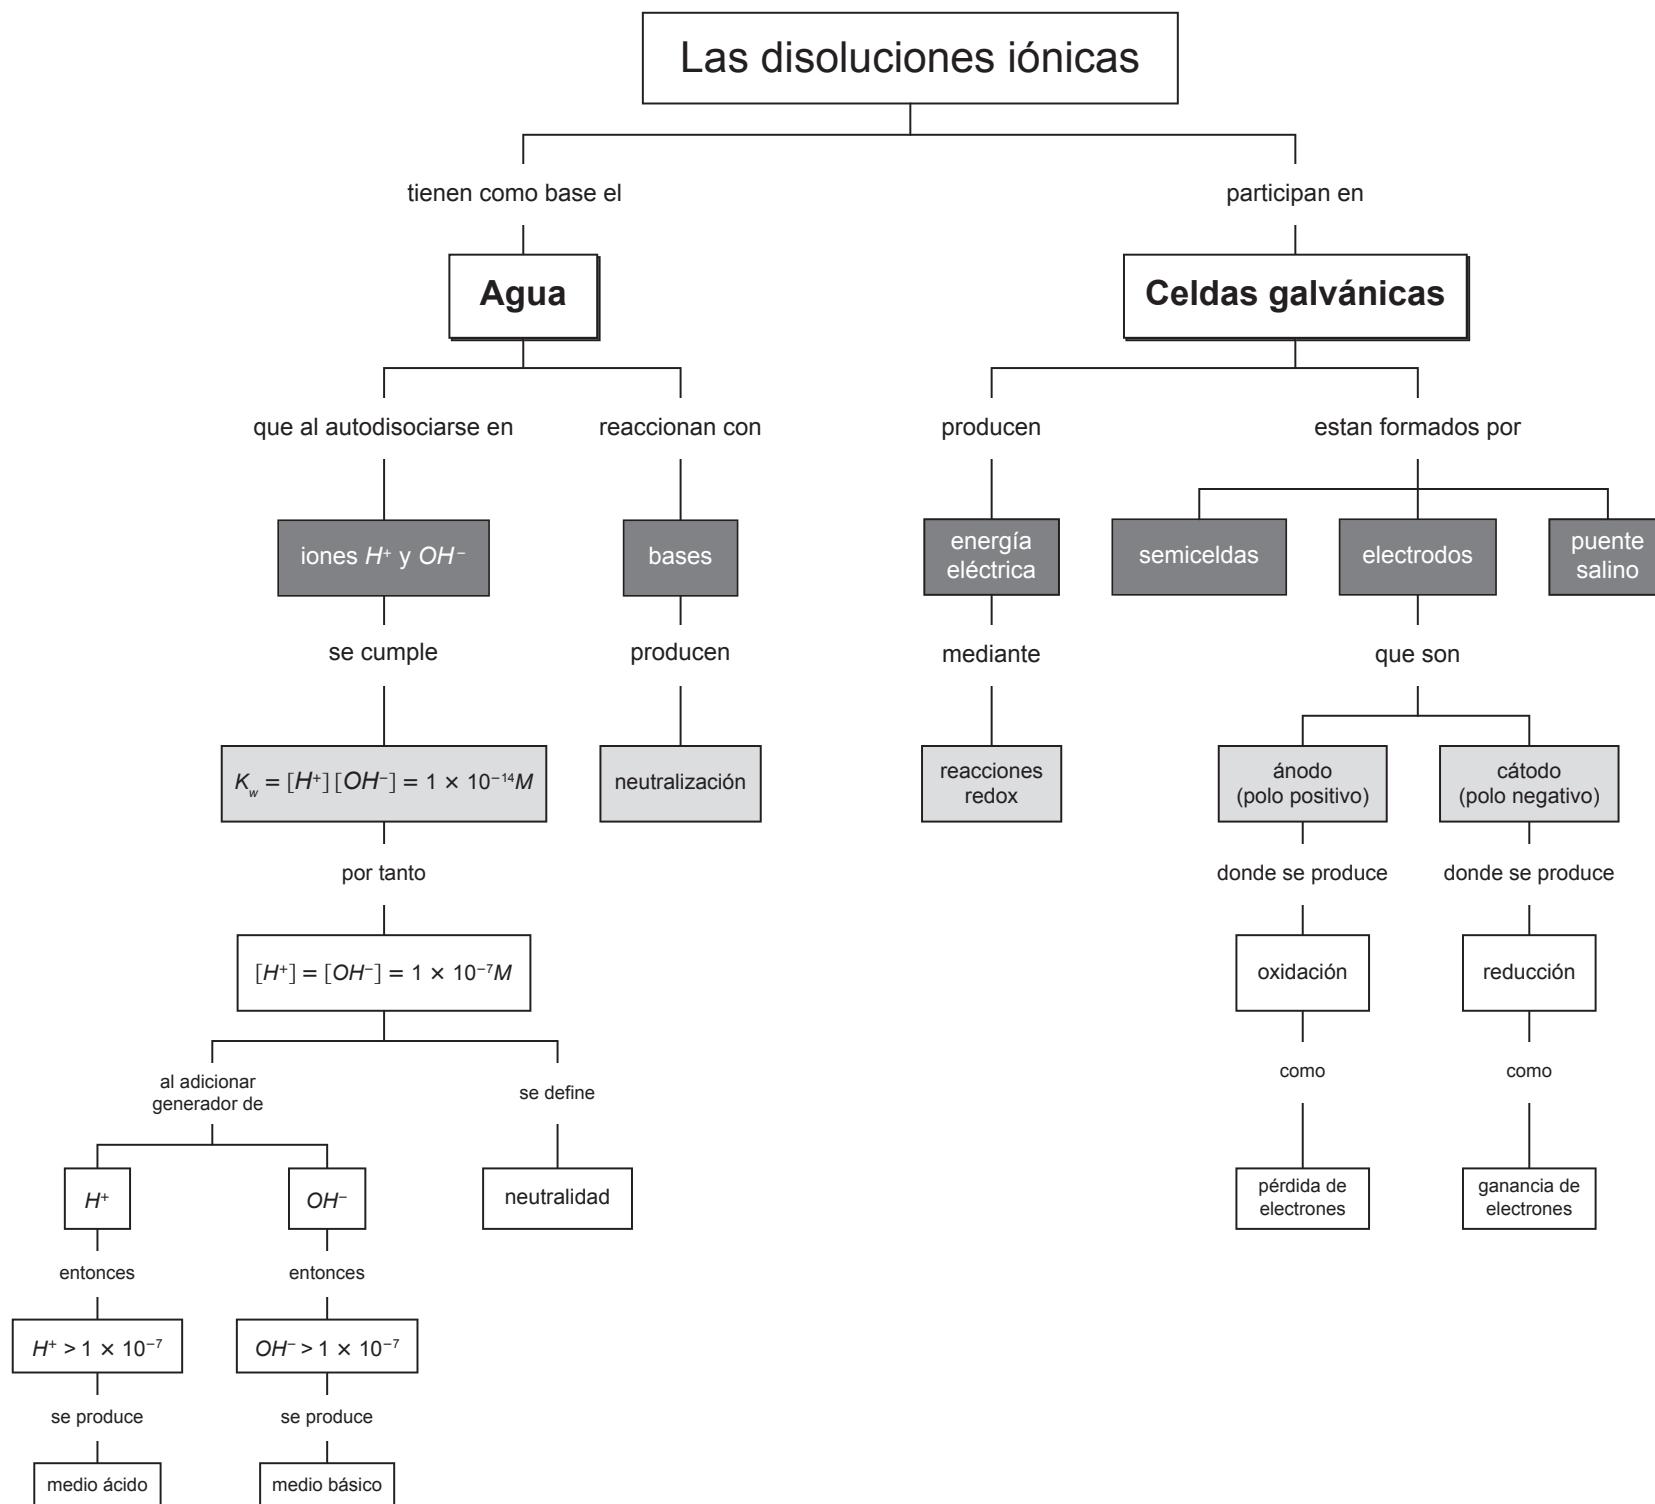 Las disoluciones iónicas
tienen como base el
participan en
Agua
Celdas galvánicas
que al autodisociarse en
reaccionan con
producen
estan formados por
iones H⁺ y OH⁻
bases
energía
eléctrica
semiceldas
electrodos
puente
salino
se cumple
producen
mediante
que son
K_w = [H⁺] [OH⁻] = 1 × 10⁻¹⁴M
neutralización
reacciones
redox
ánodo
(polo positivo)
cátodo
(polo negativo)
por tanto
donde se produce
donde se produce
[H⁺] = [OH⁻] = 1 × 10⁻⁷M
oxidación
reducción
al adicionar
generador de
se define
como
como
H⁺
OH⁻
neutralidad
pérdida de
electrones
ganancia de
electrones
entonces
entonces
H⁺ > 1 × 10⁻⁷
OH⁻ > 1 × 10⁻⁷
se produce
se produce
medio ácido
medio básico